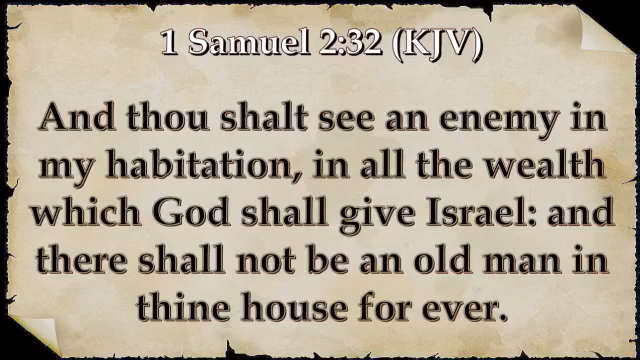 1 Samuel 2:32 (KJV)
And thou shalt see an enemy in
my habitation, in all the wealth
which God shall give Israel: and
there shall not be an old man in
thine house for ever.